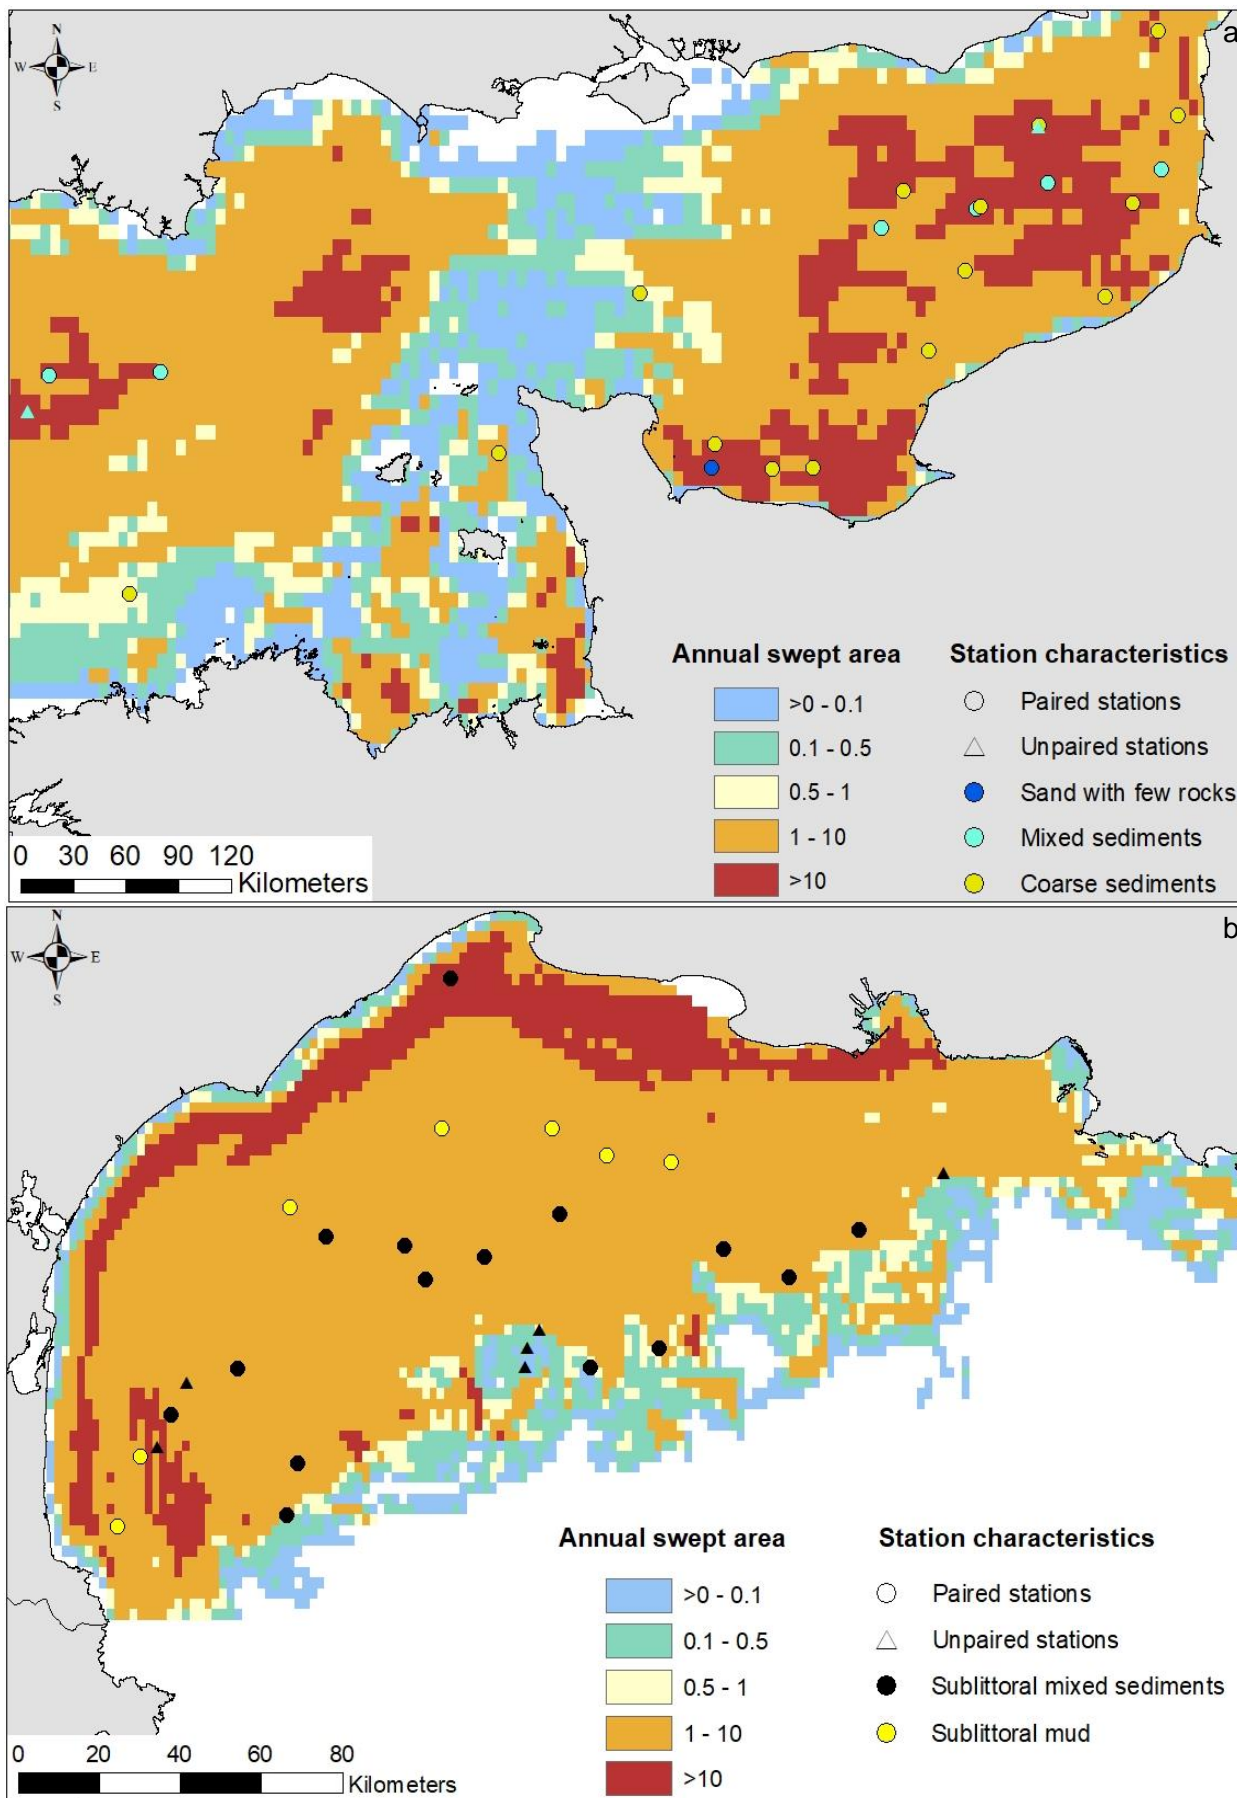 a
N
W E
S
Annual swept area
>0 - 0.1
0.1 - 0.5
0.5 - 1
1 - 10
>10
Station characteristics
Paired stations
Unpaired stations
Sand with few rocks
Mixed sediments
Coarse sediments
0 30 60 90 120
Kilometers
b
N
W E
S
Annual swept area
>0 - 0.1
0.1 - 0.5
0.5 - 1
1 - 10
>10
Station characteristics
Paired stations
Unpaired stations
Sublittoral mixed sediments
Sublittoral mud
0 20 40 60 80
Kilometers